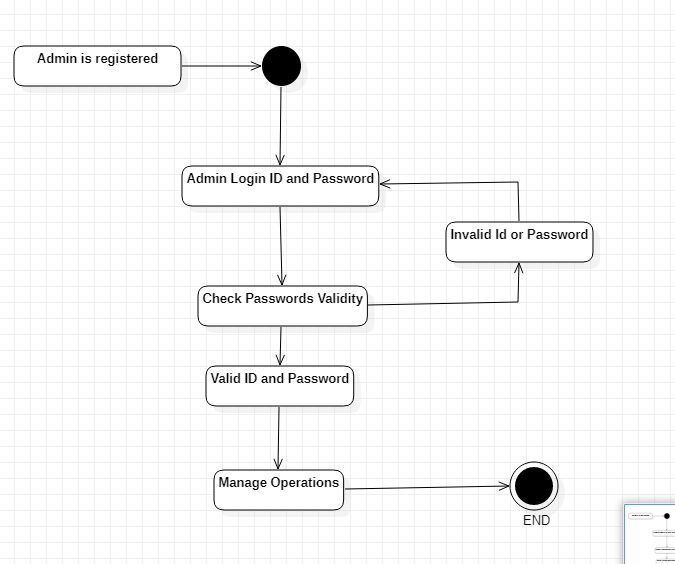 Admin is registered
Admin Login ID and Password
Invalid Id or Password
Check Passwords Validity
Valid ID and Password
Manage Operations
END